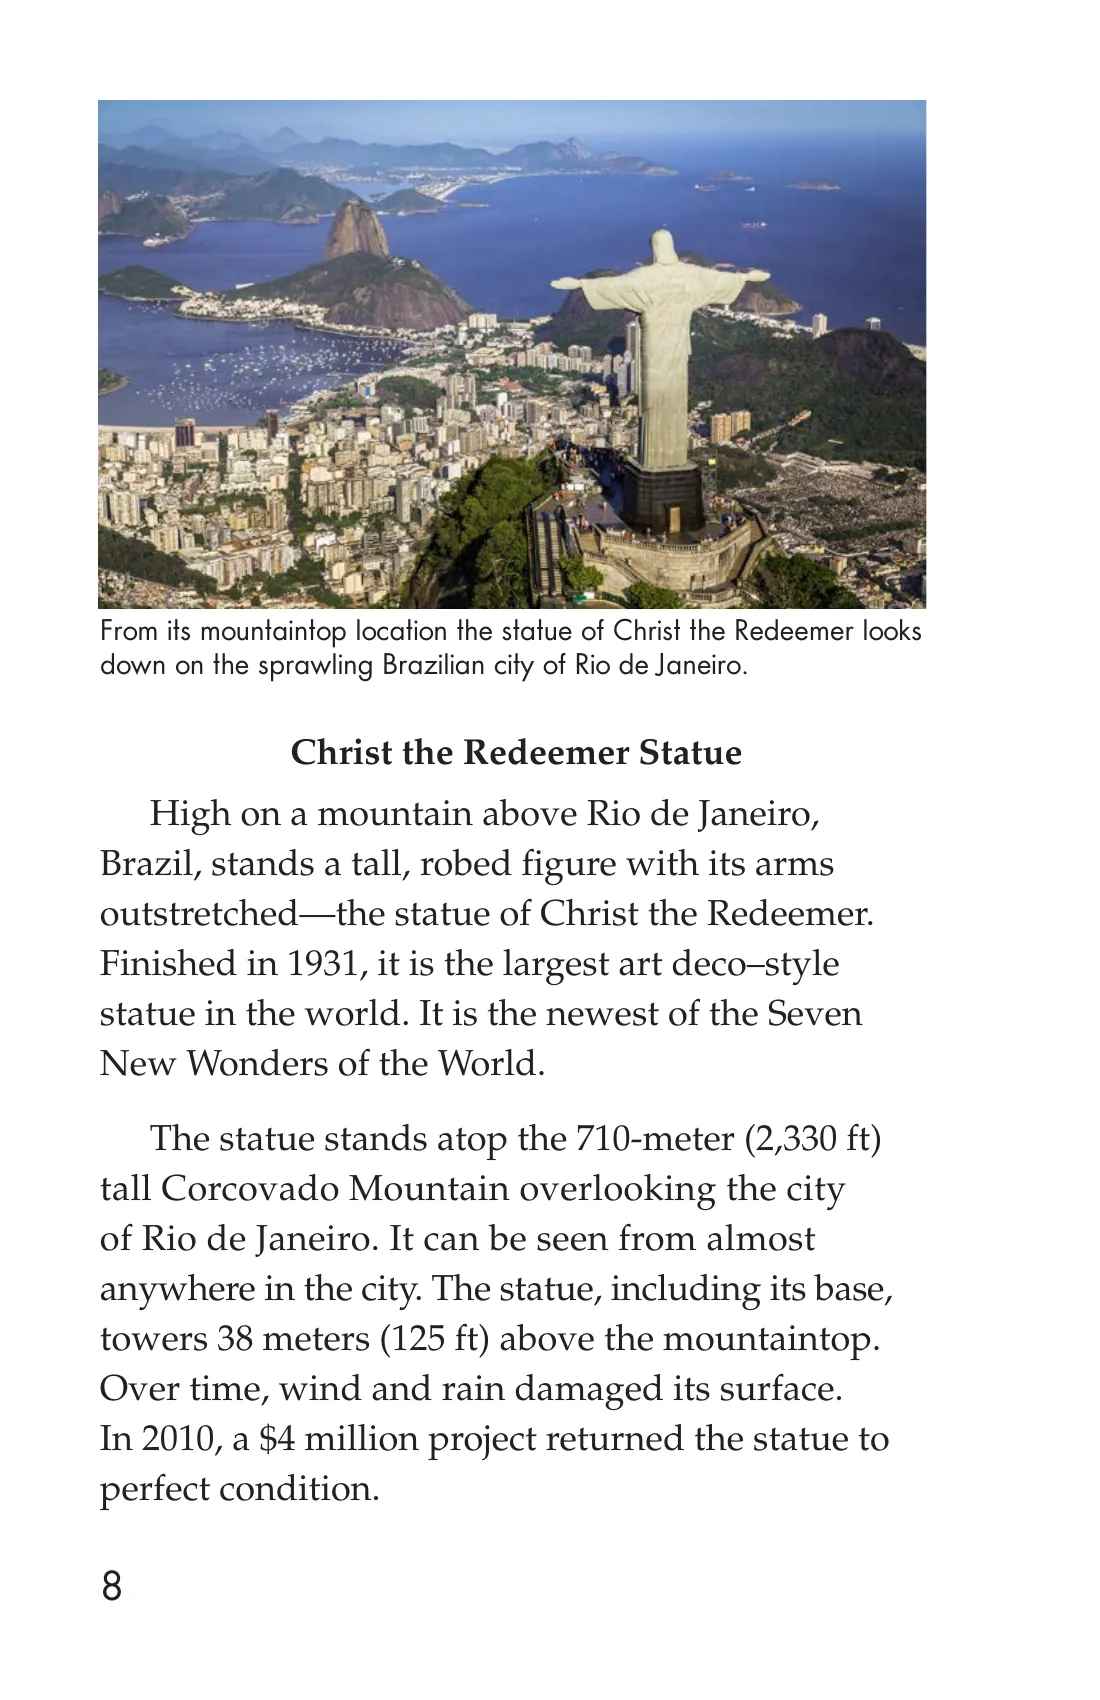 From its mountaintop location the statue of Christ the Redeemer looks
down on the sprawling Brazilian city of Rio de Janeiro.
Christ the Redeemer Statue
High on a mountain above Rio de Janeiro,
Brazil, stands a tall, robed figure with its arms
outstretched—the statue of Christ the Redeemer.
Finished in 1931, it is the largest art deco–style
statue in the world. It is the newest of the Seven
New Wonders of the World.
The statue stands atop the 710-meter (2,330 ft)
tall Corcovado Mountain overlooking the city
of Rio de Janeiro. It can be seen from almost
anywhere in the city. The statue, including its base,
towers 38 meters (125 ft) above the mountaintop.
Over time, wind and rain damaged its surface.
In 2010, a $4 million project returned the statue to
perfect condition.
8